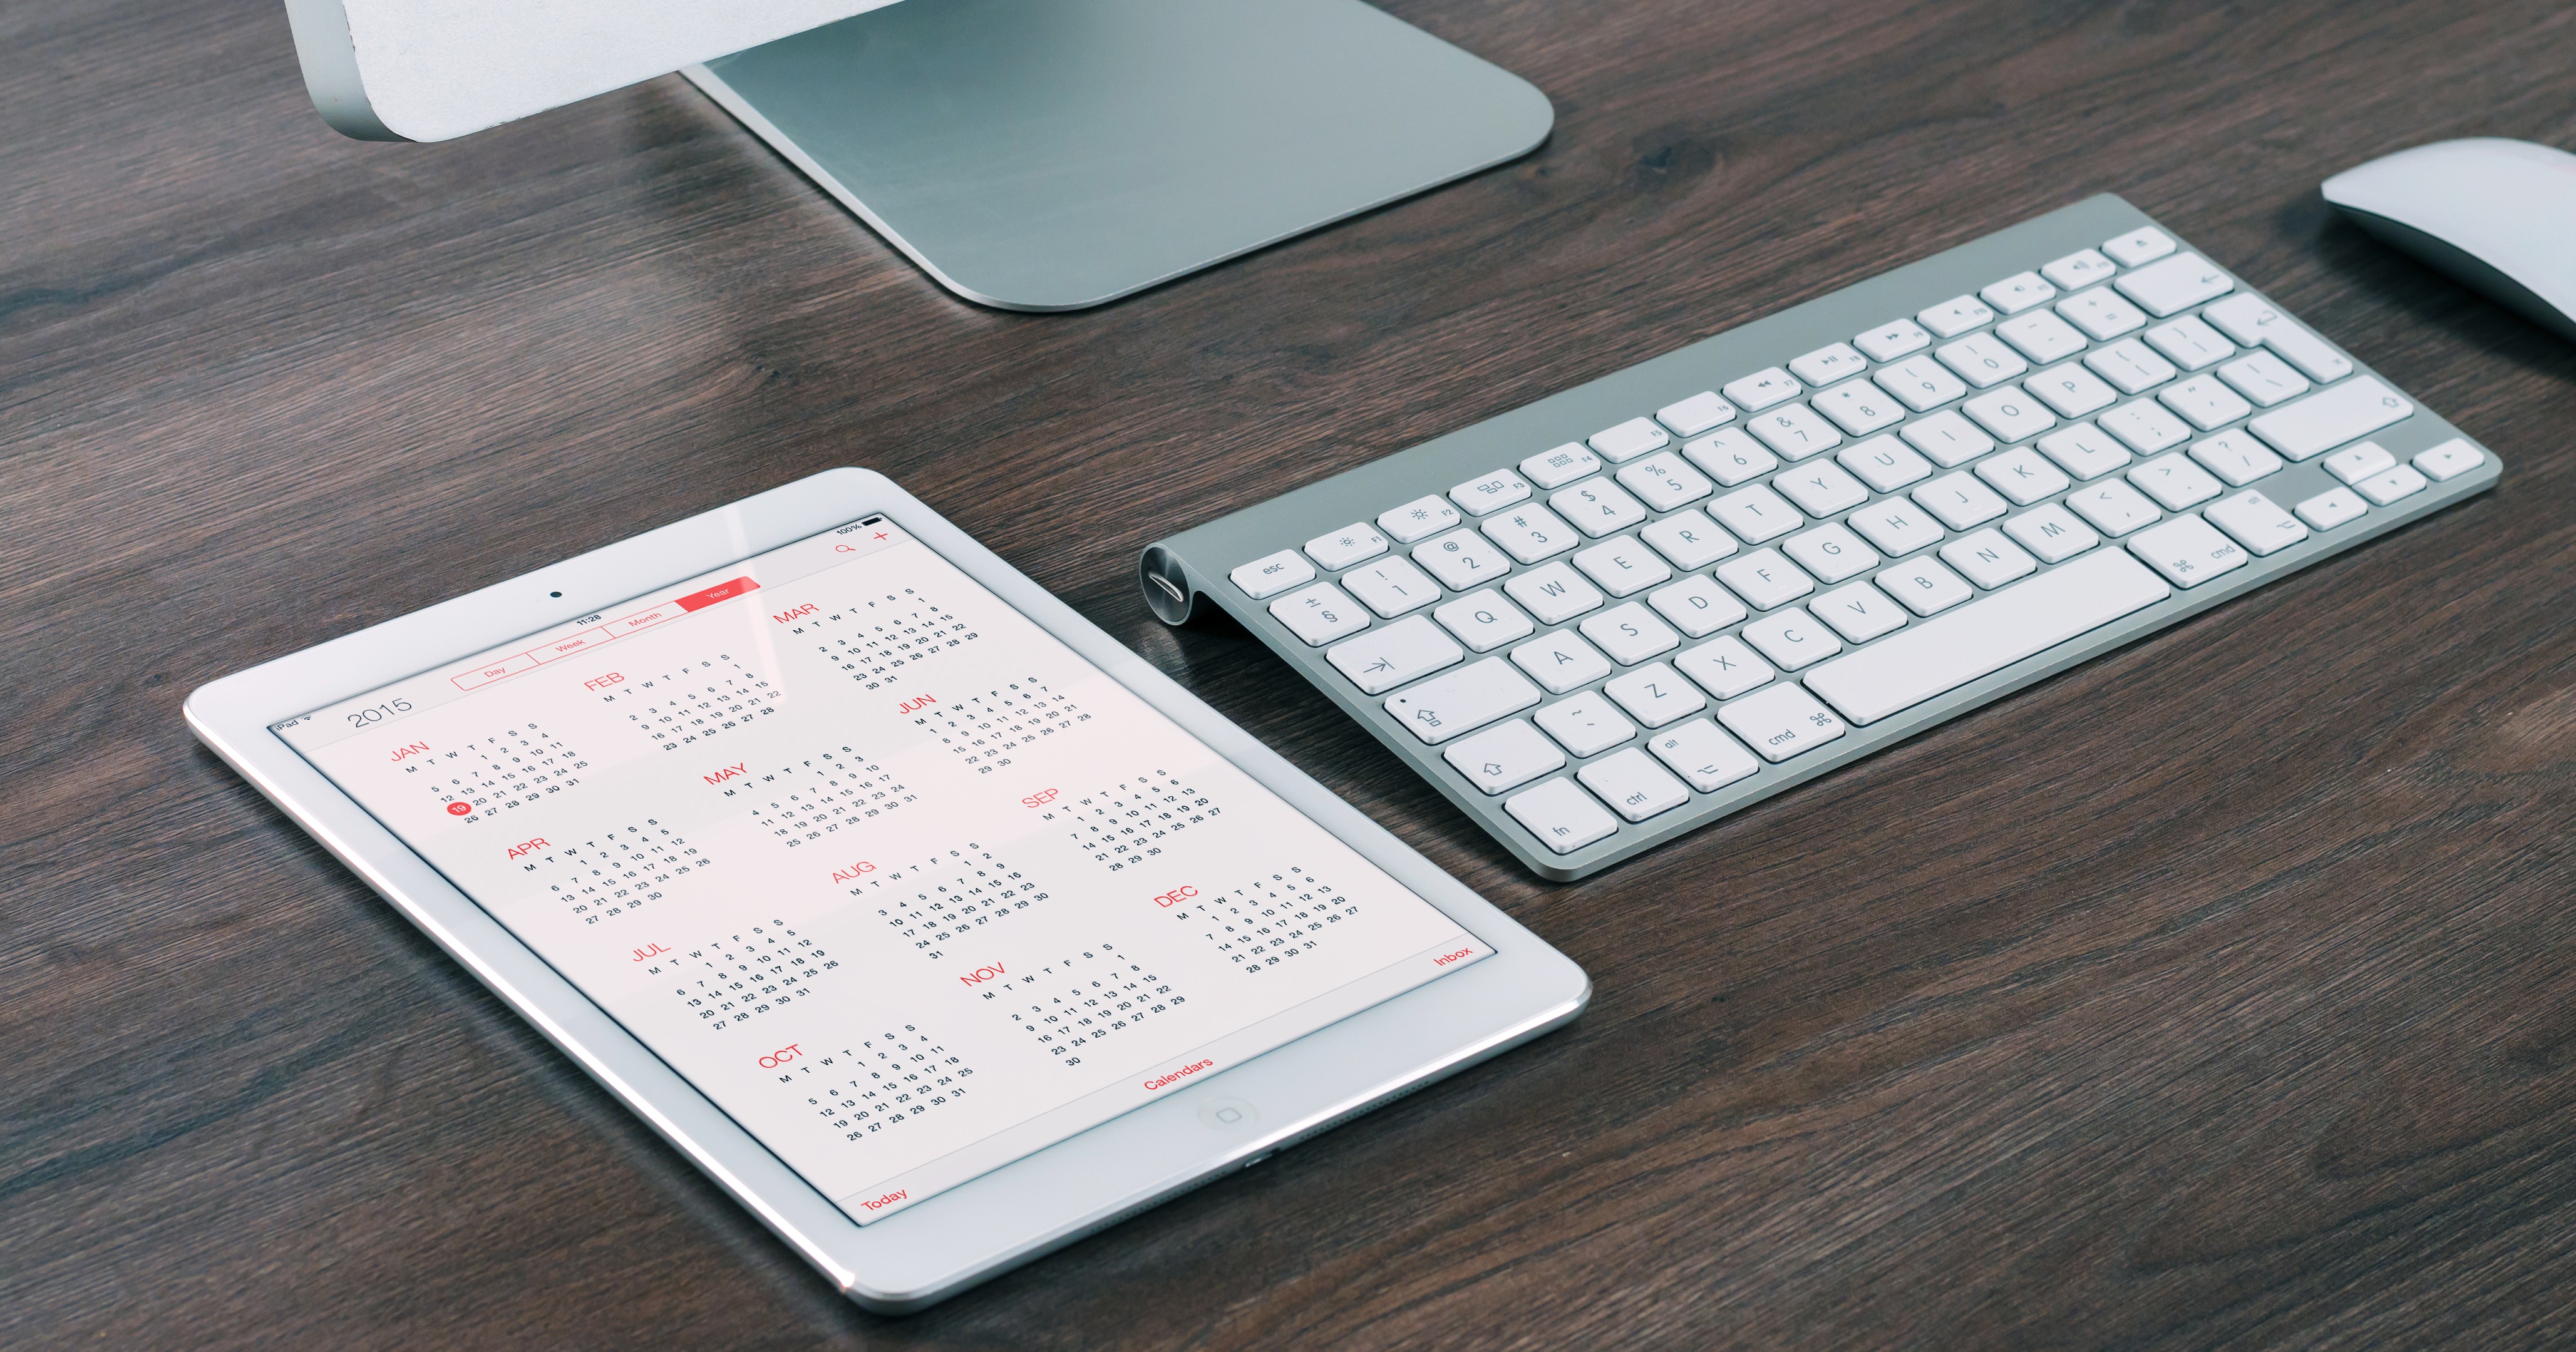 iPad
11:28
100%
2015
Day
Week
Month
Year
JAN
M T W T F S S
1 2 3 4
5 6 7 8 9 10 11
12 13 14 15 16 17 18
19 20 21 22 23 24 25
26 27 28 29 30 31
FEB
M T W T F S S
1
2 3 4 5 6 7 8
9 10 11 12 13 14 15
16 17 18 19 20 21 22
23 24 25 26 27 28
MAR
M T W T F S S
1
2 3 4 5 6 7 8
9 10 11 12 13 14 15
16 17 18 19 20 21 22
23 24 25 26 27 28 29
30 31
APR
M T W T F S S
1 2 3 4 5
6 7 8 9 10 11 12
13 14 15 16 17 18 19
20 21 22 23 24 25 26
27 28 29 30
MAY
M T W T F S S
1 2 3
4 5 6 7 8 9 10
11 12 13 14 15 16 17
18 19 20 21 22 23 24
25 26 27 28 29 30 31
JUN
M T W T F S S
1 2 3 4 5 6 7
8 9 10 11 12 13 14
15 16 17 18 19 20 21
22 23 24 25 26 27 28
29 30
JUL
M T W T F S S
1 2 3 4 5
6 7 8 9 10 11 12
13 14 15 16 17 18 19
20 21 22 23 24 25 26
27 28 29 30 31
AUG
M T W T F S S
1 2
3 4 5 6 7 8 9
10 11 12 13 14 15 16
17 18 19 20 21 22 23
24 25 26 27 28 29 30
31
SEP
M T W T F S S
1 2 3 4 5 6
7 8 9 10 11 12 13
14 15 16 17 18 19 20
21 22 23 24 25 26 27
28 29 30
OCT
M T W T F S S
1 2 3 4
5 6 7 8 9 10 11
12 13 14 15 16 17 18
19 20 21 22 23 24 25
26 27 28 29 30 31
NOV
M T W T F S S
1
2 3 4 5 6 7 8
9 10 11 12 13 14 15
16 17 18 19 20 21 22
23 24 25 26 27 28 29
30
DEC
M T W T F S S
1 2 3 4 5 6
7 8 9 10 11 12 13
14 15 16 17 18 19 20
21 22 23 24 25 26 27
28 29 30 31
Today
Calendars
Inbox
esc F1 F2 F3 F4 F5 F6 F7 F8 F9 F10
± § ! 1 @ 2 # 3 $ 4 % 5 ^ 6 & 7 * 8 ( 9 ) 0 - + =
Q W E R T Y U I O P
A S D F G H J K L : ;
~ Z X C V B N M < , > . ? /
fn ctrl alt cmd cmd alt